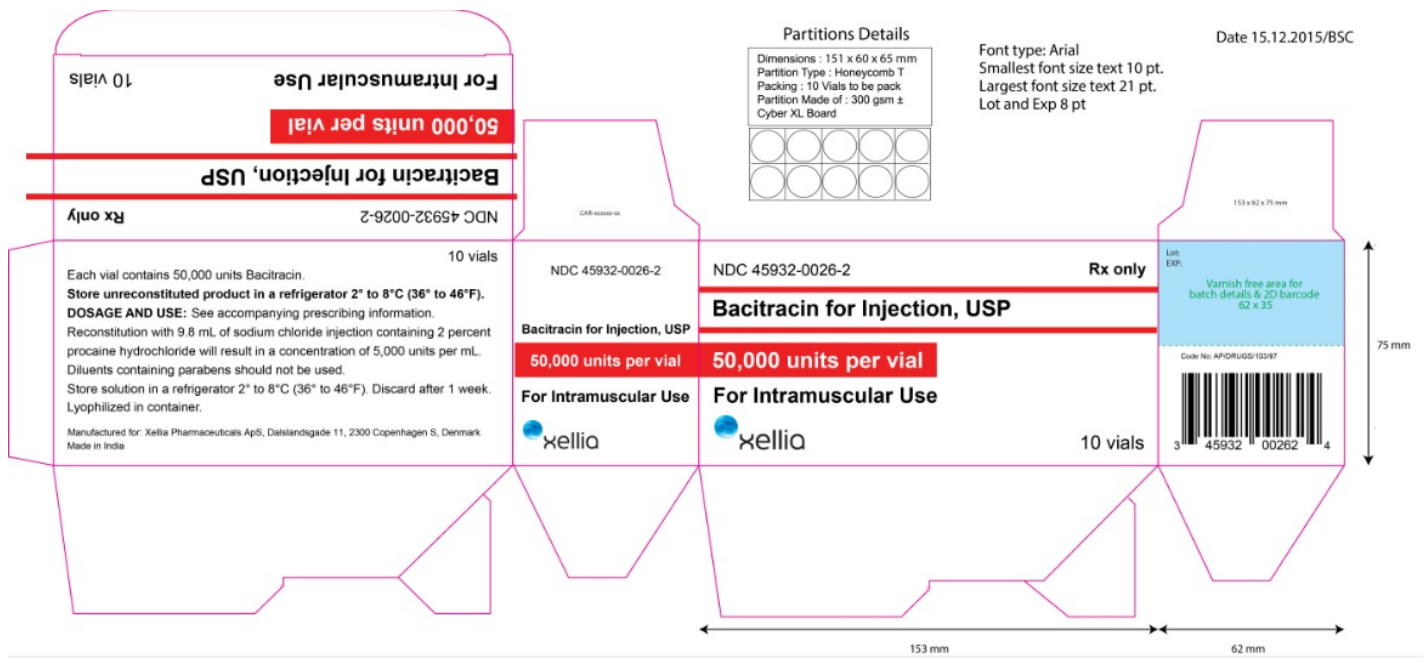 Partitions Details
Dimensions : 151 x 60 x 65 mm
Partition Type : Honeycomb T
Packing : 10 Vials to be pack
Partition Made of : 300 gsm ±
Cyber XL Board
Font type: Arial
Smallest font size text 10 pt.
Largest font size text 21 pt.
Lot and Exp 8 pt
Date 15.12.2015/BSC
10 vials
For Intramuscular Use
50,000 units per vial
Bacitracin for Injection, USP
Rx only
NDC 45932-0026-2
10 vials
Each vial contains 50,000 units Bacitracin.
Store unreconstituted product in a refrigerator 2° to 8°C (36° to 46°F).
DOSAGE AND USE: See accompanying prescribing information.
Reconstitution with 9.8 mL of sodium chloride injection containing 2 percent
procaine hydrochloride will result in a concentration of 5,000 units per mL.
Diluents containing parabens should not be used.
Store solution in a refrigerator 2° to 8°C (36° to 46°F). Discard after 1 week.
Lyophilized in container.
Manufactured for: Xellia Pharmaceuticals ApS, Dalslandsgade 11, 2300 Copenhagen S, Denmark
Made in India
CAR-xxxxxx-xx
NDC 45932-0026-2
Bacitracin for Injection, USP
50,000 units per vial
For Intramuscular Use
xellia
NDC 45932-0026-2
Rx only
Bacitracin for Injection, USP
50,000 units per vial
For Intramuscular Use
xellia
10 vials
153 x 62 x 75 mm
Lot:
EXP:
Varnish free area for
batch details & 2D barcode
62 x 35
Code No: AP/DRUGS/103/97
3 45932 00262 4
75 mm
153 mm
62 mm